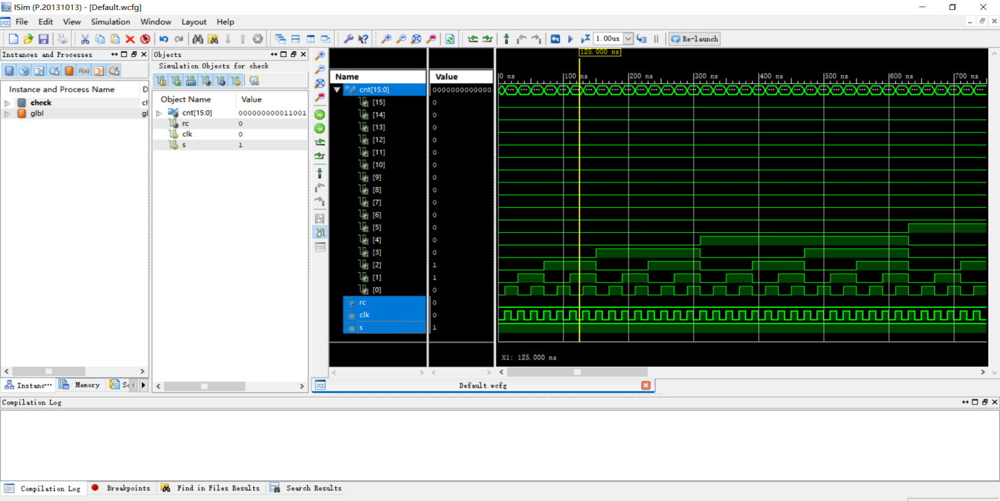 ISim (P.20131013) - [Default.wcfg]
File Edit View Simulation Window Layout Help
1.00us Re-launch
Instances and Processes
Instance and Process Name D
check ch
glbl gl
Instanc··· Memory So
Objects
Simulation Objects for check
Object Name Value
cnt[15:0] 000000000011001
rc 0
clk 0
s 1
Name Value
cnt[15:0] 0000000000000.
[15] 0
[14] 0
[13] 0
[12] 0
[11] 0
[10] 0
[9] 0
[8] 0
[7] 0
[6] 0
[5] 0
[4] 0
[3] 0
[2] 1
[1] 1
[0] 0
rc 0
clk 0
s 1
125.000 ns
0 ns 100 ns 200 ns 300 ns 400 ns 500 ns 600 ns 700 ns
X1: 125.000 ns
Default.wcfg
Compilation Log
Compilation Log Breakpoints Find in Files Results Search Results